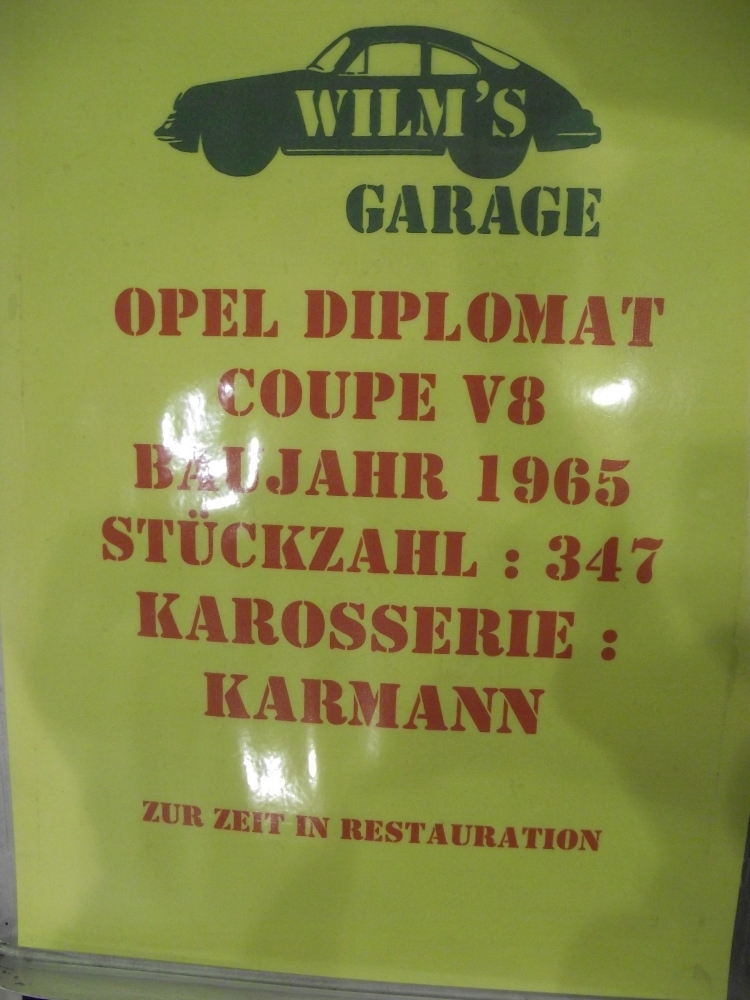 WILM'S
GARAGE
OPEL DIPLOMAT
COUPE V8
BAUJAHR 1965
STÜCKZAHL : 347
KAROSSERIE :
KARMANN
ZUR ZEIT IN RESTAURATION